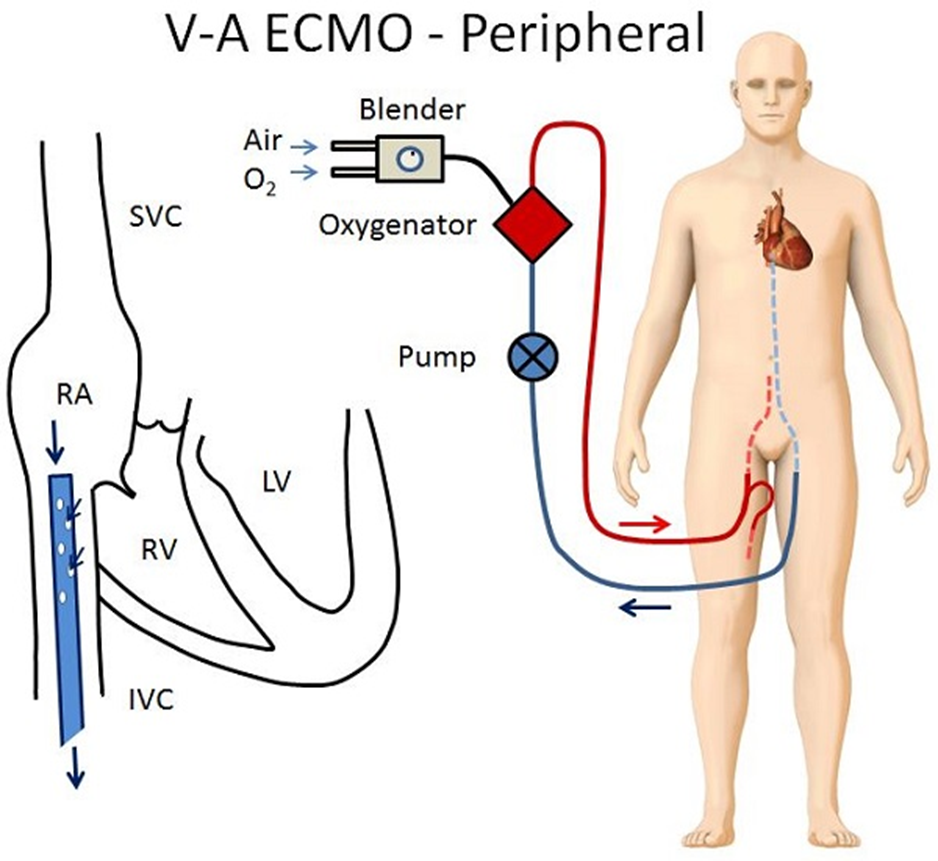 V-A ECMO - Peripheral
Blender
Air
O₂
Oxygenator
Pump
SVC
RA
LV
RV
IVC